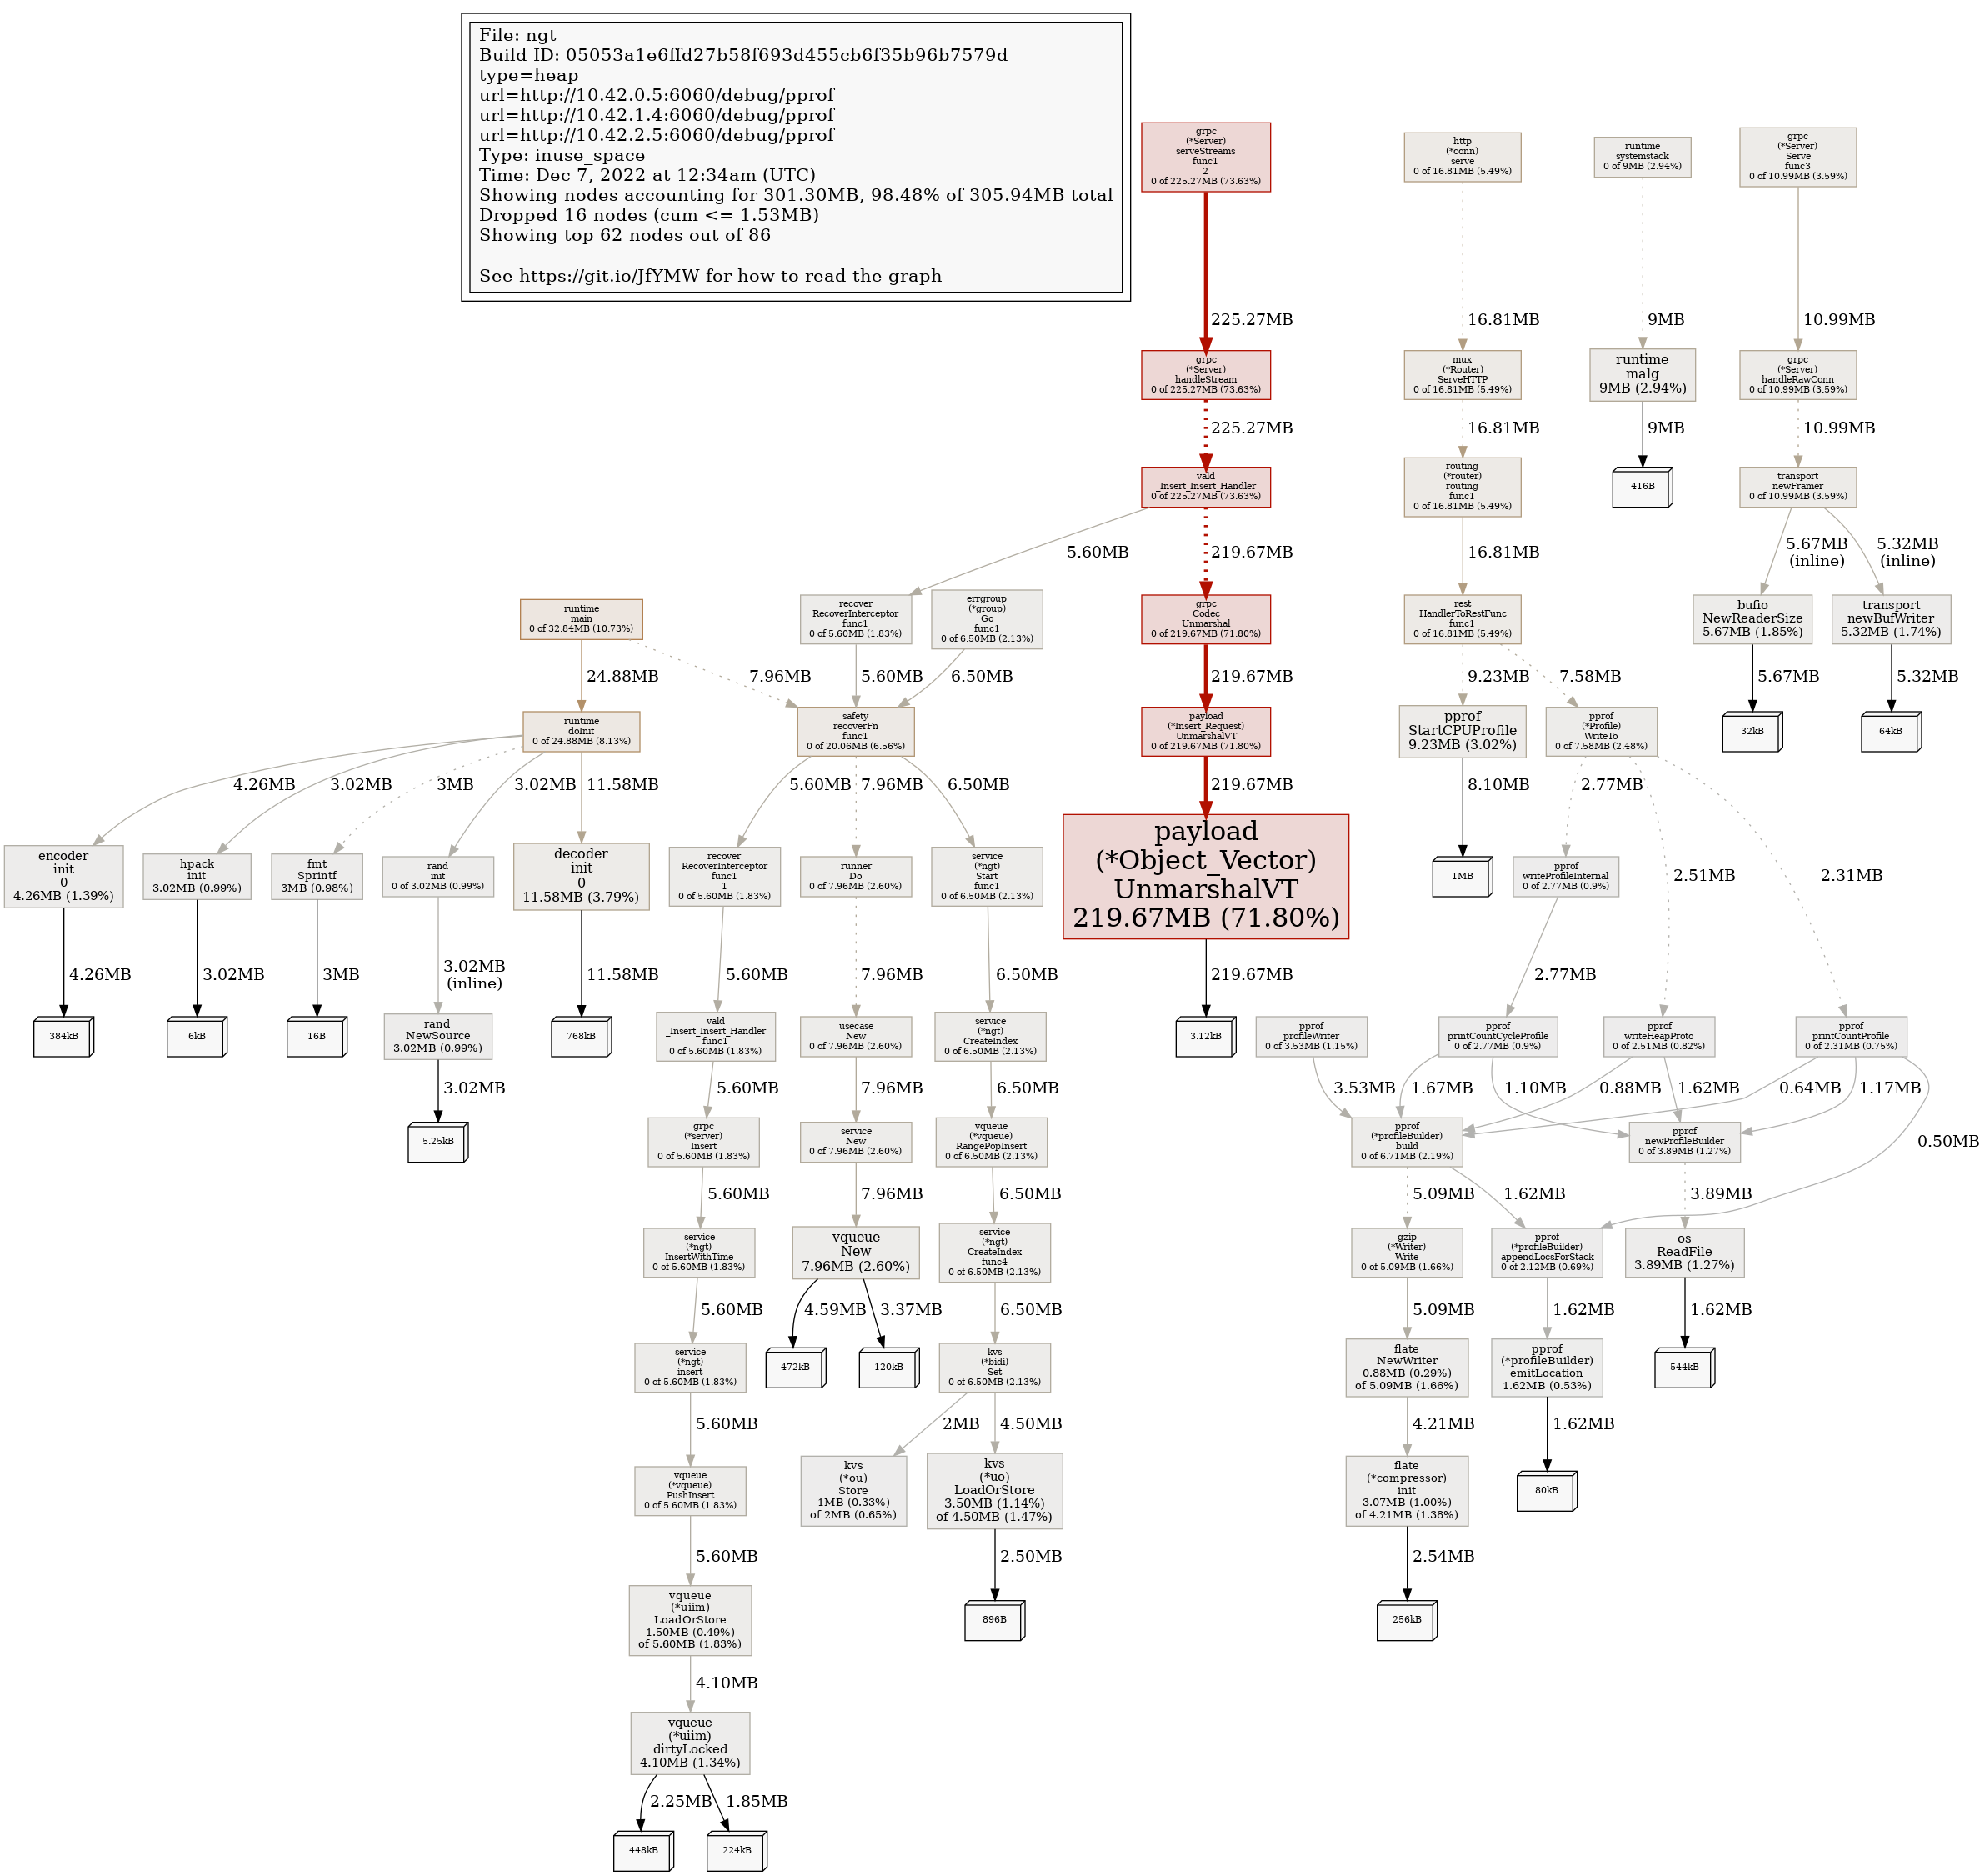 File: ngt
Build ID: 05053a1e6ffd27b58f693d455cb6f35b96b7579d
type=heap
url=http://10.42.0.5:6060/debug/pprof
url=http://10.42.1.4:6060/debug/pprof
url=http://10.42.2.5:6060/debug/pprof
Type: inuse_space
Time: Dec 7, 2022 at 12:34am (UTC)
Showing nodes accounting for 301.30MB, 98.48% of 305.94MB total
Dropped 16 nodes (cum <= 1.53MB)
Showing top 62 nodes out of 86
See https://git.io/JfYMW for how to read the graph
grpc
(*Server)
serveStreams
func1
2
0 of 225.27MB (73.63%)
http
(*conn)
serve
0 of 16.81MB (5.49%)
runtime
systemstack
0 of 9MB (2.94%)
grpc
(*Server)
Serve
func3
0 of 10.99MB (3.59%)
225.27MB
16.81MB
9MB
10.99MB
grpc
(*Server)
handleStream
0 of 225.27MB (73.63%)
mux
(*Router)
ServeHTTP
0 of 16.81MB (5.49%)
runtime
malg
9MB (2.94%)
grpc
(*Server)
handleRawConn
0 of 10.99MB (3.59%)
225.27MB
16.81MB
9MB
10.99MB
vald
_Insert_Insert_Handler
0 of 225.27MB (73.63%)
routing
(*router)
routing
func1
0 of 16.81MB (5.49%)
416B
transport
newFramer
0 of 10.99MB (3.59%)
5.60MB
219.67MB
16.81MB
5.67MB
(inline)
5.32MB
(inline)
runtime
main
0 of 32.84MB (10.73%)
recover
RecoverInterceptor
func1
0 of 5.60MB (1.83%)
errgroup
(*group)
Go
func1
0 of 6.50MB (2.13%)
grpc
Codec
Unmarshal
0 of 219.67MB (71.80%)
rest
HandlerToRestFunc
func1
0 of 16.81MB (5.49%)
bufio
NewReaderSize
5.67MB (1.85%)
transport
newBufWriter
5.32MB (1.74%)
24.88MB
7.96MB
5.60MB
6.50MB
219.67MB
9.23MB
7.58MB
5.67MB
5.32MB
runtime
doInit
0 of 24.88MB (8.13%)
safety
recoverFn
func1
0 of 20.06MB (6.56%)
payload
(*Insert_Request)
UnmarshalVT
0 of 219.67MB (71.80%)
pprof
StartCPUProfile
9.23MB (3.02%)
pprof
(*Profile)
WriteTo
0 of 7.58MB (2.48%)
32kB
64kB
4.26MB
3.02MB
3MB
3.02MB
11.58MB
5.60MB
7.96MB
6.50MB
219.67MB
8.10MB
2.77MB
2.51MB
2.31MB
encoder
init
0
4.26MB (1.39%)
hpack
init
3.02MB (0.99%)
fmt
Sprintf
3MB (0.98%)
rand
init
0 of 3.02MB (0.99%)
decoder
init
0
11.58MB (3.79%)
recover
RecoverInterceptor
func1
1
0 of 5.60MB (1.83%)
runner
Do
0 of 7.96MB (2.60%)
service
(*ngt)
Start
func1
0 of 6.50MB (2.13%)
payload
(*Object_Vector)
UnmarshalVT
219.67MB (71.80%)
1MB
pprof
writeProfileInternal
0 of 2.77MB (0.9%)
4.26MB
3.02MB
3MB
3.02MB
(inline)
11.58MB
5.60MB
7.96MB
6.50MB
219.67MB
2.77MB
384kB
6kB
16B
rand
NewSource
3.02MB (0.99%)
768kB
vald
_Insert_Insert_Handler
func1
0 of 5.60MB (1.83%)
usecase
New
0 of 7.96MB (2.60%)
service
(*ngt)
CreateIndex
0 of 6.50MB (2.13%)
3.12kB
pprof
profileWriter
0 of 3.53MB (1.15%)
pprof
printCountCycleProfile
0 of 2.77MB (0.9%)
pprof
writeHeapProto
0 of 2.51MB (0.82%)
pprof
printCountProfile
0 of 2.31MB (0.75%)
3.02MB
5.60MB
7.96MB
6.50MB
3.53MB
1.67MB
1.10MB
0.88MB
1.62MB
0.64MB
1.17MB
0.50MB
5.25kB
grpc
(*server)
Insert
0 of 5.60MB (1.83%)
service
New
0 of 7.96MB (2.60%)
vqueue
(*vqueue)
RangePopInsert
0 of 6.50MB (2.13%)
pprof
(*profileBuilder)
build
0 of 6.71MB (2.19%)
pprof
newProfileBuilder
0 of 3.89MB (1.27%)
5.60MB
7.96MB
6.50MB
5.09MB
1.62MB
3.89MB
service
(*ngt)
InsertWithTime
0 of 5.60MB (1.83%)
vqueue
New
7.96MB (2.60%)
service
(*ngt)
CreateIndex
func4
0 of 6.50MB (2.13%)
gzip
(*Writer)
Write
0 of 5.09MB (1.66%)
pprof
(*profileBuilder)
appendLocsForStack
0 of 2.12MB (0.69%)
os
ReadFile
3.89MB (1.27%)
5.60MB
4.59MB
3.37MB
6.50MB
5.09MB
1.62MB
1.62MB
service
(*ngt)
insert
0 of 5.60MB (1.83%)
472kB
120kB
kvs
(*bidi)
Set
0 of 6.50MB (2.13%)
flate
NewWriter
0.88MB (0.29%)
of 5.09MB (1.66%)
pprof
(*profileBuilder)
emitLocation
1.62MB (0.53%)
544kB
5.60MB
2MB
4.50MB
4.21MB
1.62MB
vqueue
(*vqueue)
PushInsert
0 of 5.60MB (1.83%)
kvs
(*ou)
Store
1MB (0.33%)
of 2MB (0.65%)
kvs
(*uo)
LoadOrStore
3.50MB (1.14%)
of 4.50MB (1.47%)
flate
(*compressor)
init
3.07MB (1.00%)
of 4.21MB (1.38%)
80kB
5.60MB
2.50MB
2.54MB
vqueue
(*uiim)
LoadOrStore
1.50MB (0.49%)
of 5.60MB (1.83%)
896B
256kB
4.10MB
vqueue
(*uiim)
dirtyLocked
4.10MB (1.34%)
2.25MB
1.85MB
448kB
224kB